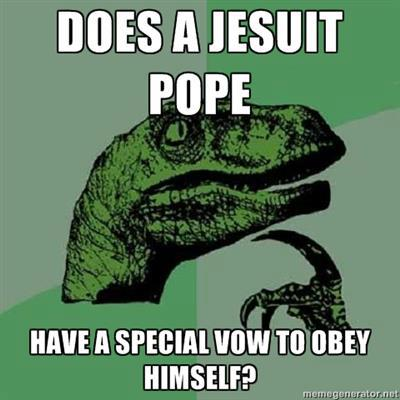 DOES A JESUIT
POPE
HAVE A SPECIAL VOW TO OBEY
HIMSELF?
memegenerator.net